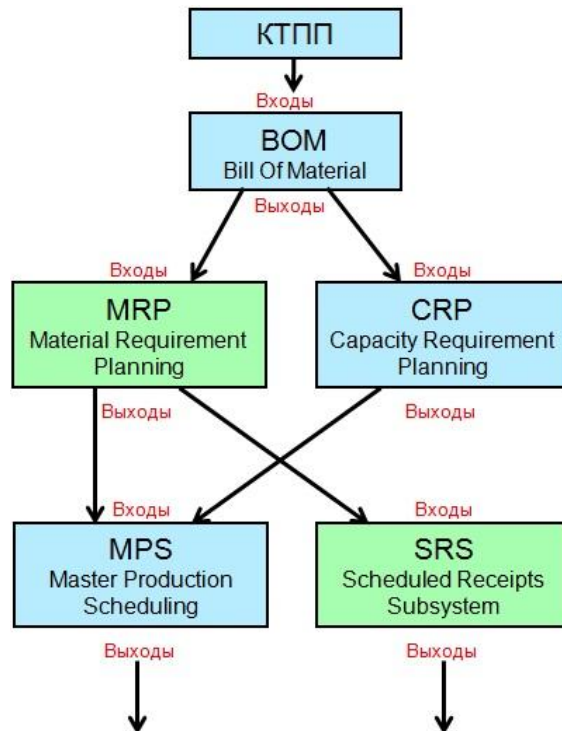 КТПП
Входы
BOM
Bill Of Material
Выходы
Входы
Входы
MRP
Material Requirement
Planning
CRP
Capacity Requirement
Planning
Выходы
Выходы
Входы
Входы
MPS
Master Production
Scheduling
SRS
Scheduled Receipts
Subsystem
Выходы
Выходы